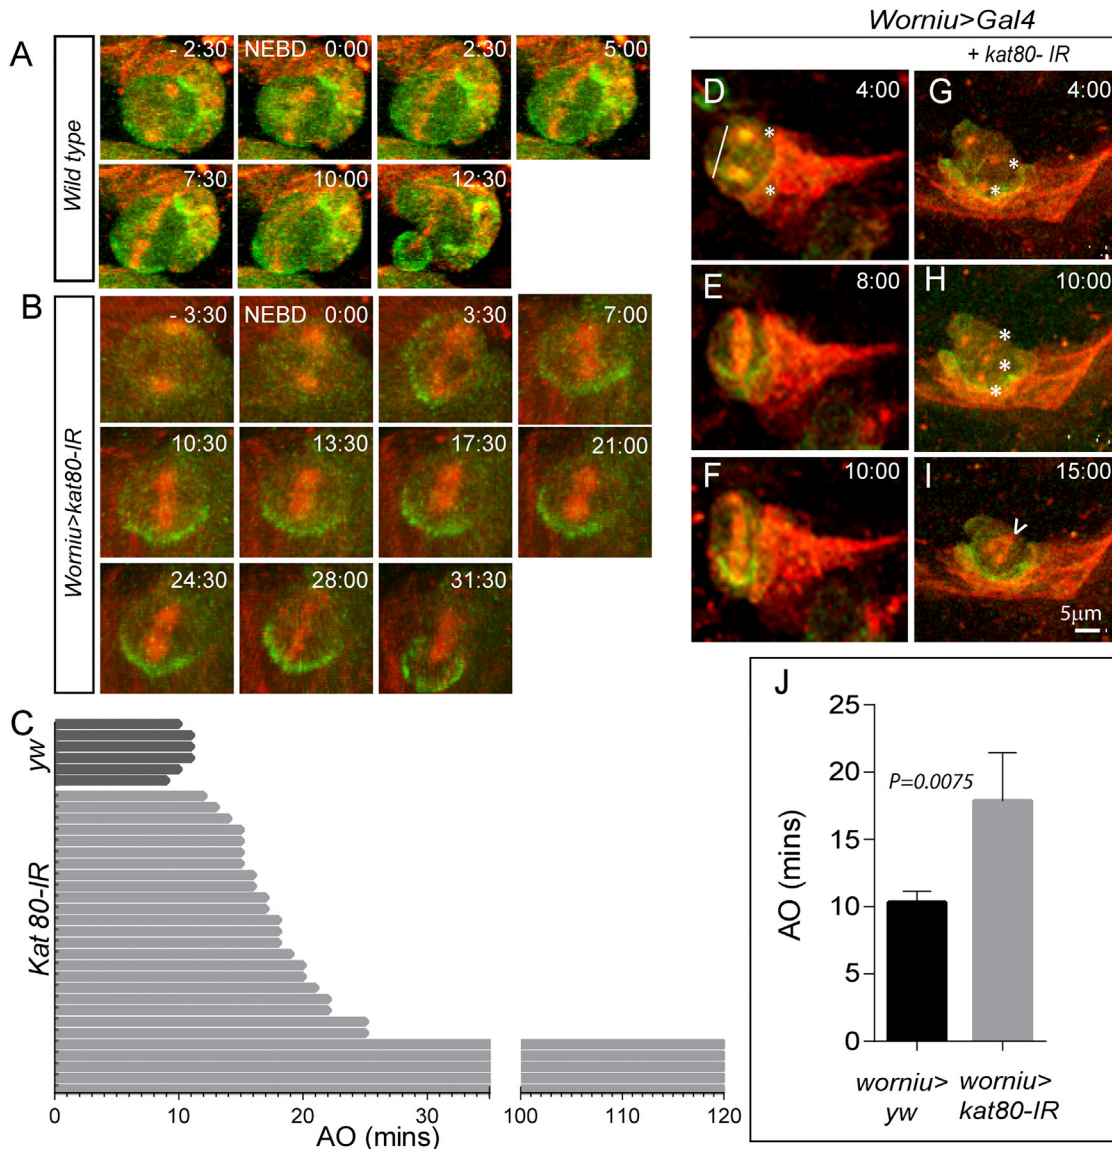 Worniu>Gal4
+ kat80- IR
A
Wild type
- 2:30
NEBD 0:00
2:30
5:00
7:30
10:00
12:30
B
Worniu>kat80-IR
- 3:30
NEBD 0:00
3:30
7:00
10:30
13:30
17:30
21:00
24:30
28:00
31:30
D
4:00
*
*
G
4:00
*
*
E
8:00
H
10:00
*
*
*
F
10:00
I
15:00
>
5µm
C
yw
Kat 80-IR
0 10 20 30 100 110 120
AO (mins)
J
25
20
15
10
5
0
AO (mins)
P=0.0075
worniu> worniu>
yw kat80-IR